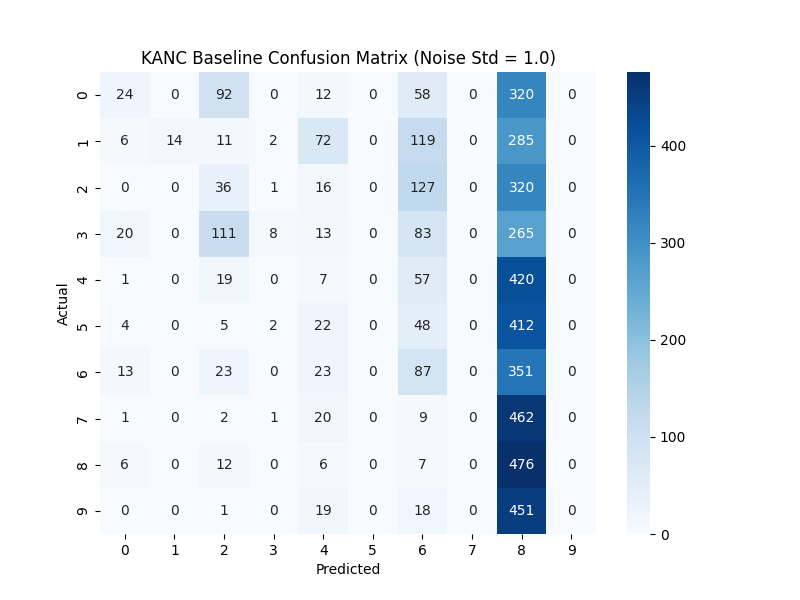 KANC Baseline Confusion Matrix (Noise Std = 1.0)
0 24 0 92 0 12 0 58 0 320 0
1 6 14 11 2 72 0 119 0 285 0
2 0 0 36 1 16 0 127 0 320 0
3 20 0 111 8 13 0 83 0 265 0
4 1 0 19 0 7 0 57 0 420 0
5 4 0 5 2 22 0 48 0 412 0
6 13 0 23 0 23 0 87 0 351 0
7 1 0 2 1 20 0 9 0 462 0
8 6 0 12 0 6 0 7 0 476 0
9 0 0 1 0 19 0 18 0 451 0
0 1 2 3 4 5 6 7 8 9
Predicted
Actual
400
300
200
100
0